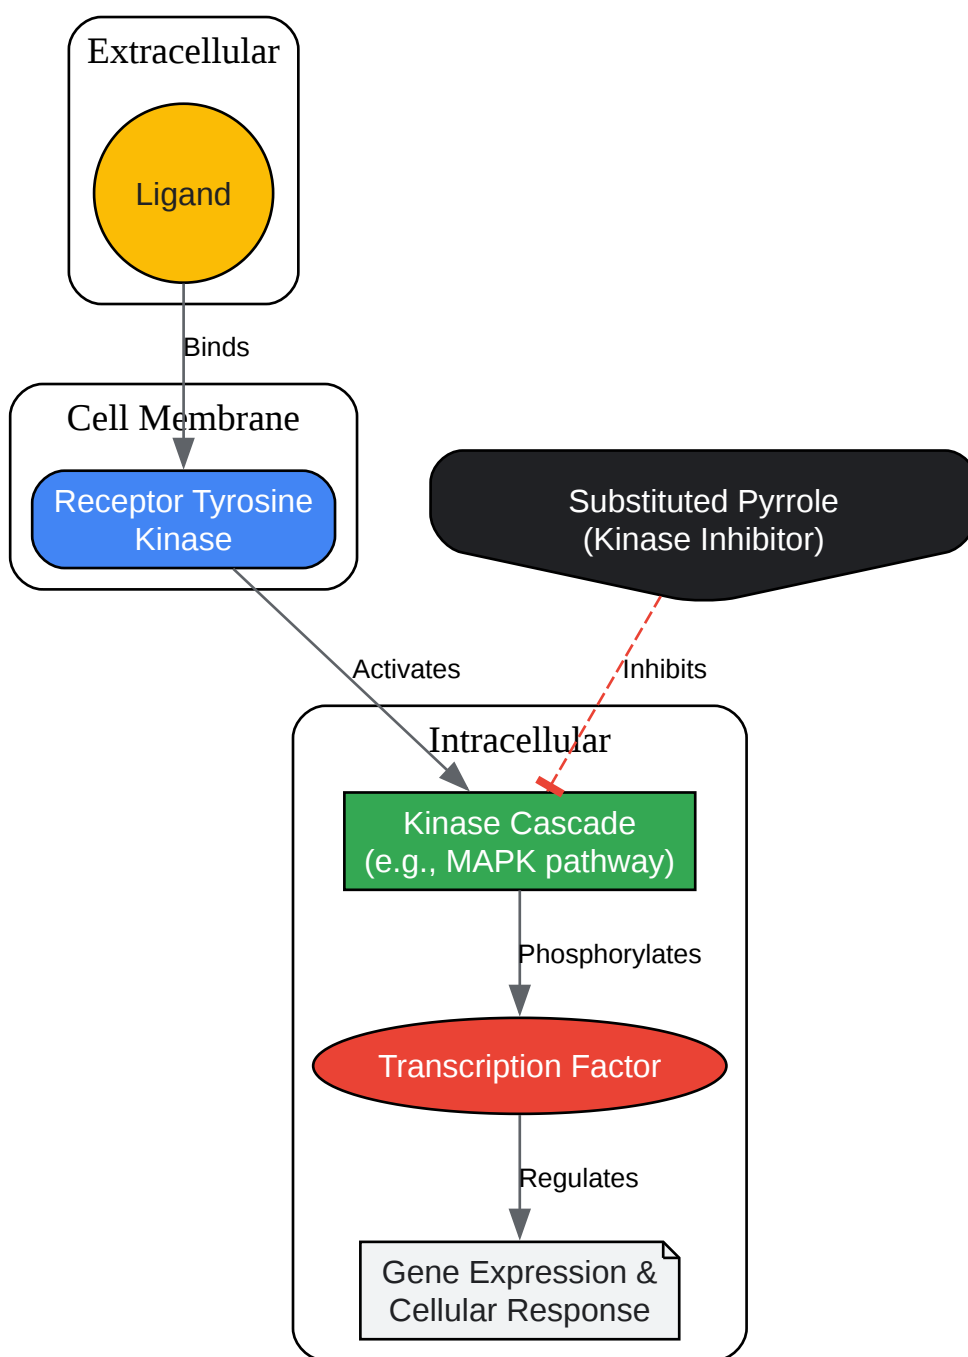 Extracellular
Ligand
Binds
Cell Membrane
Receptor Tyrosine
Kinase
Substituted Pyrrole
(Kinase Inhibitor)
Activates
Inhibits
Intracellular
Kinase Cascade
(e.g., MAPK pathway)
Phosphorylates
Transcription Factor
Regulates
Gene Expression &
Cellular Response